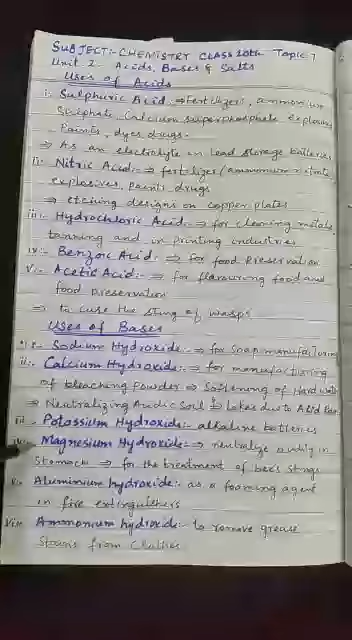 SUBJECT:- CHEMISTRY CLASS 10th Topic 7
Unit 2 Acids, Bases & Salts
Uses of Acids
i. Sulphuric Acid ⇒ Fertilizer, ammonium
Sulphate, Calcium superphosphate, explosives
Paints, dyes drugs.
⇒ As an electrolyte in lead storage batteries
ii. Nitric Acid:- ⇒ fertilizer (ammonium nitrate
explosives, paints, drugs
⇒ etching designs on copper plates
iii. Hydrochloric Acid:- ⇒ for cleaning metals,
tanning and in printing industries
iv. Benzoic Acid:- ⇒ for food Preservation
v. Acetic Acid:- ⇒ for flavouring food and
food preservation
⇒ to cure the sting of wasps
Uses of Bases
i. Sodium Hydroxide:- ⇒ for soap manufacturing
ii:- Calcium Hydroxide:- ⇒ for manufacturing
of bleaching powder ⇒ Softening of Hard water
⇒ Neutralizing Acidic Soil & lakes due to Acid Rain
iii. Potassium Hydroxide:- alkaline batteries
Magnesium Hydroxide:- ⇒ neutralize acidity in
Stomach ⇒ for the treatment of bees stings
v. Aluminium hydroxide:- as a foaming agent
in fire extinguishers
vi. Ammonium hydroxide:- to remove grease
Stains from Clothes.